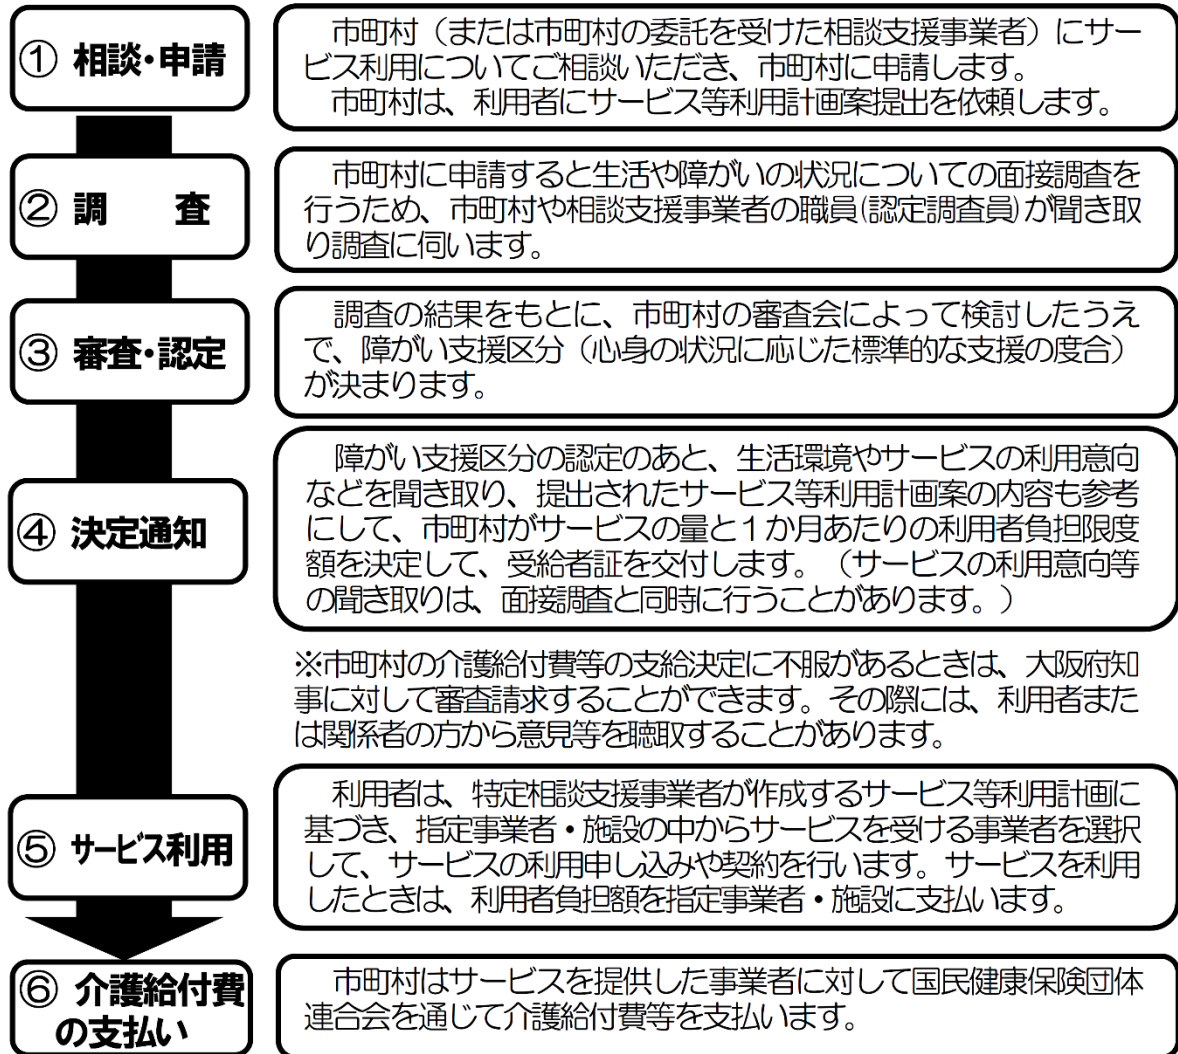 ① 相談・申請
市町村（または市町村の委託を受けた相談支援事業者）にサー
ビス利用についてご相談いただき、市町村に申請します。
市町村は、利用者にサービス等利用計画案提出を依頼します。
② 調　　査
市町村に申請すると生活や障がいの状況についての面接調査を
行うため、市町村や相談支援事業者の職員(認定調査員)が聞き取
り調査に伺います。
③ 審査・認定
調査の結果をもとに、市町村の審査会によって検討したうえ
で、障がい支援区分（心身の状況に応じた標準的な支援の度合）
が決まります。
④ 決定通知
障がい支援区分の認定のあと、生活環境やサービスの利用意向
などを聞き取り、提出されたサービス等利用計画案の内容も参考
にして、市町村がサービスの量と１か月あたりの利用者負担限度
額を決定して、受給者証を交付します。（サービスの利用意向等
の聞き取りは、面接調査と同時に行うことがあります。）
※市町村の介護給付費等の支給決定に不服があるときは、大阪府知
事に対して審査請求することができます。その際には、利用者また
は関係者の方から意見等を聴取することがあります。
⑤ サービス利用
利用者は、特定相談支援事業者が作成するサービス等利用計画に
基づき、指定事業者・施設の中からサービスを受ける事業者を選択
して、サービスの利用申し込みや契約を行います。サービスを利用
したときは、利用者負担額を指定事業者・施設に支払います。
⑥ 介護給付費
の支払い
市町村はサービスを提供した事業者に対して国民健康保険団体
連合会を通じて介護給付費等を支払います。